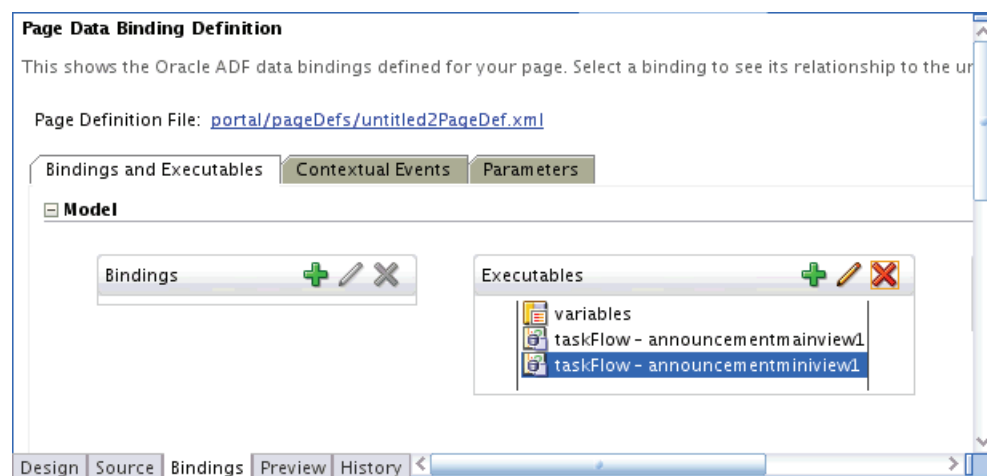 Page Data Binding Definition
This shows the Oracle ADF data bindings defined for your page. Select a binding to see its relationship to the
Page Definition File: portal/pageDefs/untitled2PageDef.xml
Bindings and Executables Contextual Events Parameters
Model
Bindings Executables
variables
taskFlow - announcementmainview1
taskFlow - announcementminiview1
Design Source Bindings Preview History